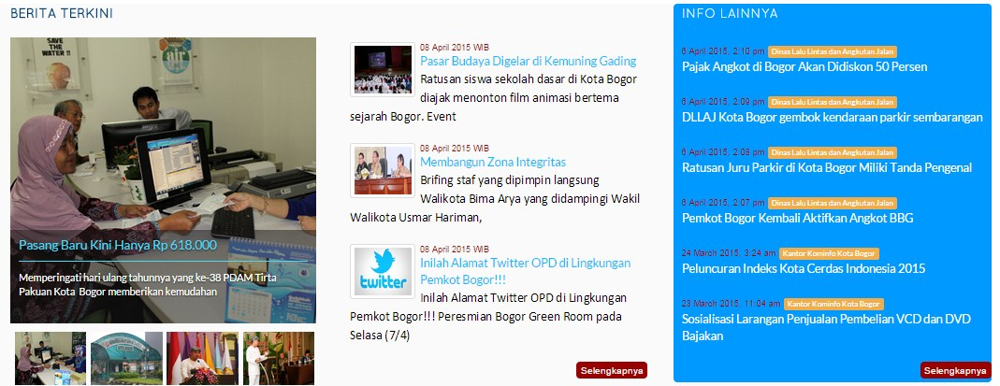 BERITA TERKINI
SAVE THE WATER !!
air
Pasang Baru Kini Hanya Rp 618.000
Memperingati hari ulang tahunnya yang ke-38 PDAM Tirta
Pakuan Kota Bogor memberikan kemudahan
08 April 2015 WIB
Pasar Budaya Digelar di Kemuning Gading
Ratusan siswa sekolah dasar di Kota Bogor
diajak menonton film animasi bertema
sejarah Bogor. Event
08 April 2015 WIB
Membangun Zona Integritas
Brifing staf yang dipimpin langsung
Walikota Bima Arya yang didampingi Wakil
Walikota Usmar Hariman,
twitter
08 April 2015 WIB
Inilah Alamat Twitter OPD di Lingkungan
Pemkot Bogor!!!
Inilah Alamat Twitter OPD di Lingkungan
Pemkot Bogor!!! Peresmian Bogor Green Room pada
Selasa (7/4)
Selengkapnya
INFO LAINNYA
6 April 2015, 2:10 pm Dinas Lalu Lintas dan Angkutan Jalan
Pajak Angkot di Bogor Akan Didiskon 50 Persen
6 April 2015, 2:09 pm Dinas Lalu Lintas dan Angkutan Jalan
DLLAJ Kota Bogor gembok kendaraan parkir sembarangan
6 April 2015, 2:08 pm Dinas Lalu Lintas dan Angkutan Jalan
Ratusan Juru Parkir di Kota Bogor Miliki Tanda Pengenal
6 April 2015, 2:07 pm Dinas Lalu Lintas dan Angkutan Jalan
Pemkot Bogor Kembali Aktifkan Angkot BBG
24 March 2015, 3:24 am Kantor Kominfo Kota Bogor
Peluncuran Indeks Kota Cerdas Indonesia 2015
23 March 2015, 11:04 am Kantor Kominfo Kota Bogor
Sosialisasi Larangan Penjualan Pembelian VCD dan DVD
Bajakan
Selengkapnya